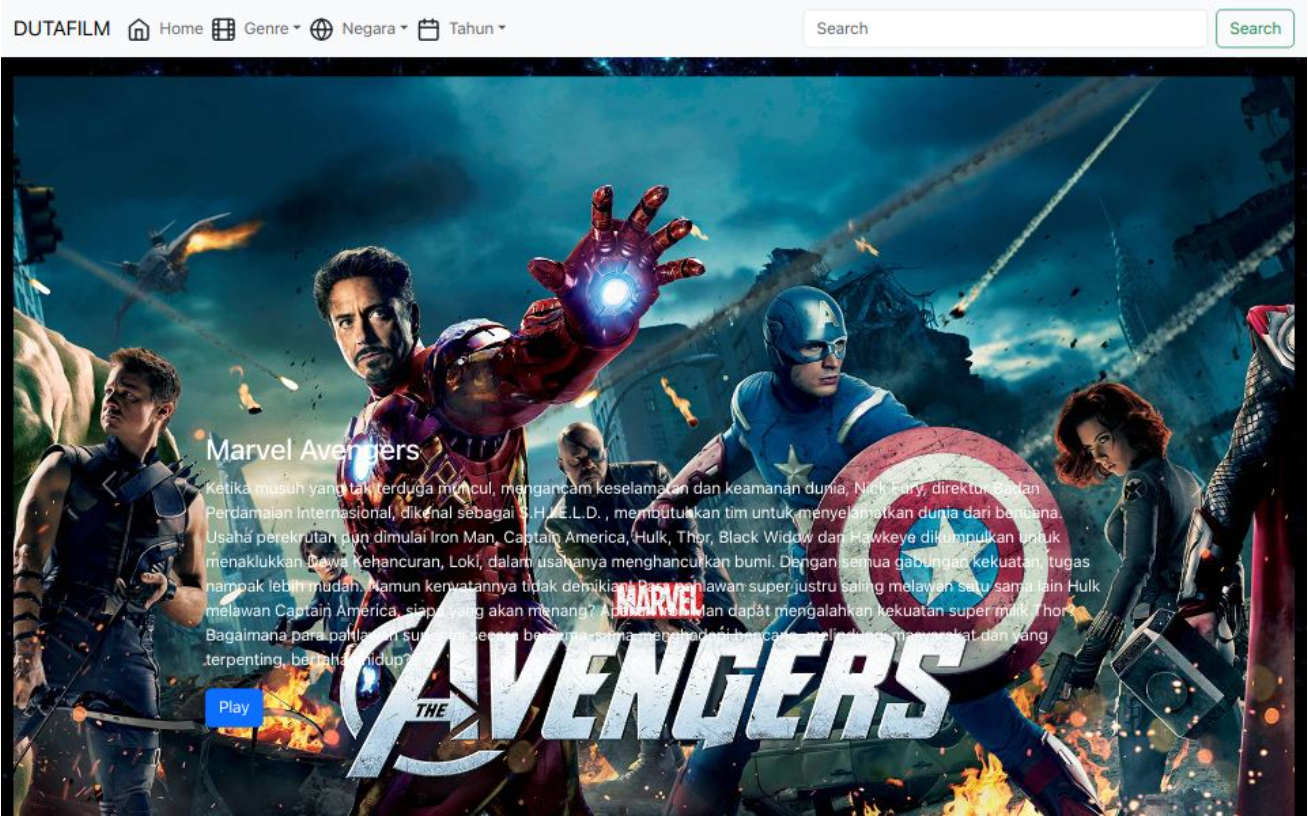 DUTAFILM Home Genre Negara Tahun Search Search
Marvel Avengers
Ketika musuh yang tak terduga muncul, mengancam keselamatan dan keamanan dunia, Nick Fury, direktur Badan
Perdamaian Internasional, dikenal sebagai S.H.I.E.L.D. , membutuhkan tim untuk menyelamatkan dunia dari bencana.
Usaha perekrutan pun dimulai Iron Man, Captain America, Hulk, Thor, Black Widow dan Hawkeye dikumpulkan untuk
menaklukkan Dewa Kehancuran, Loki, dalam usahanya menghancurkan bumi. Dengan semua gabungan kekuatan, tugas
nampak lebih mudah. Namun kenyatannya tidak demikian! Para pahlawan super justru saling melawan satu sama lain Hulk
melawan Captain America, siapa yang akan menang? Man dapat mengalahkan kekuatan super milik Thor?
Bagaimana para pahlawan super ini secara bersama-sama menghadapi bencana, melindungi masyarakat dan yang
terpenting, bertahan hidup?
MARVEL
THE AVENGERS
Play